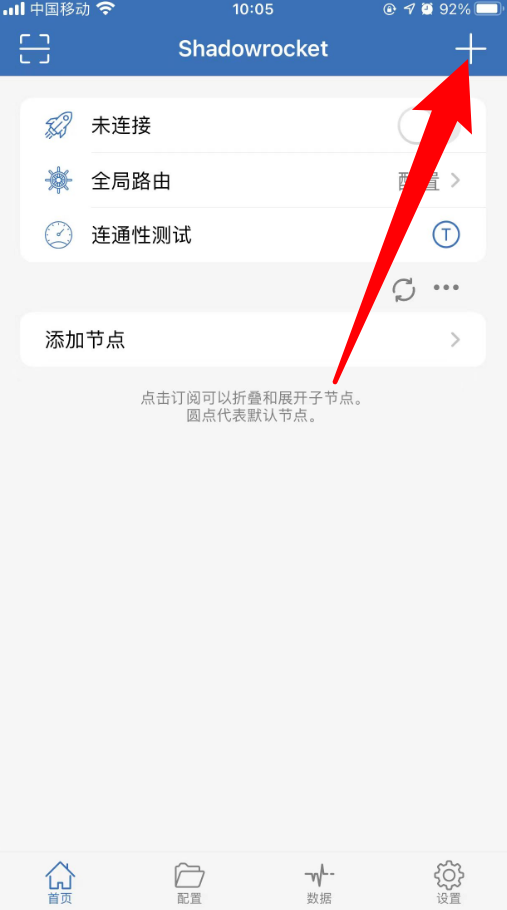 中国移动 10:05 92%
Shadowrocket
未连接
全局路由 配置
连通性测试 T
添加节点
点击订阅可以折叠和展开子节点。
圆点代表默认节点。
首页 配置 数据 设置